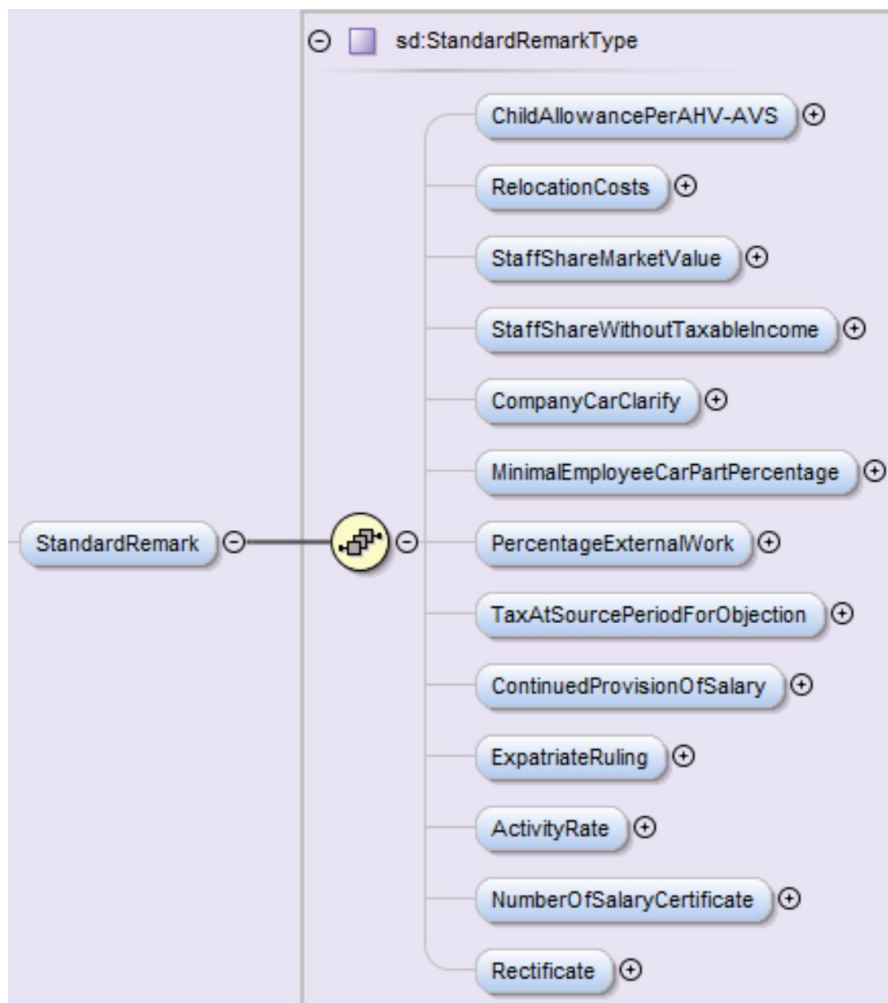 sd:StandardRemarkType
ChildAllowancePerAHV-AVS
RelocationCosts
StaffShareMarketValue
StaffShareWithoutTaxableIncome
CompanyCarClarify
MinimalEmployeeCarPartPercentage
StandardRemark
PercentageExternalWork
TaxAtSourcePeriodForObjection
ContinuedProvisionOfSalary
ExpatriateRuling
ActivityRate
NumberOfSalaryCertificate
Rectificate